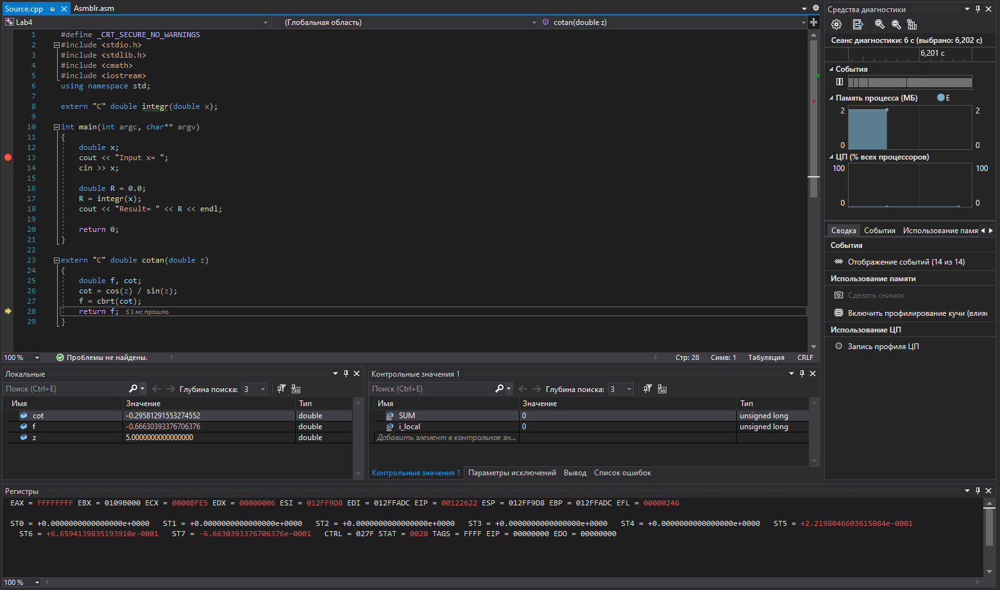 Source.cpp
Asmblr.asm
Lab4
(Глобальная область)
cotan(double z)
1 #define _CRT_SECURE_NO_WARNINGS
2 #include <stdio.h>
3 #include <stdlib.h>
4 #include <cmath>
5 #include <iostream>
6 using namespace std;
7
8 extern "C" double integr(double x);
9
10 int main(int argc, char** argv)
11 {
12 double x;
13 cout << "Input x= ";
14 cin >> x;
15
16 double R = 0.0;
17 R = integr(x);
18 cout << "Result= " << R << endl;
19
20 return 0;
21 }
22
23 extern "C" double cotan(double z)
24 {
25 double f, cot;
26 cot = cos(z) / sin(z);
27 f = cbrt(cot);
28 return f; ≤1 мс прошло
29 }
100 % Проблемы не найдены. Стр: 28 Симв: 1 Табуляция CRLF
Средства диагностики
Сеанс диагностики: 6 с (выбрано: 6,202 с)
6,201 с
События
Память процесса (МБ) Е
2 2
0 0
ЦП (% всех процессоров)
100 100
0 0
Сводка События Использование памя
События
Отображение событий (14 из 14)
Использование памяти
Сделать снимок
Включить профилирование кучи (влия
Использование ЦП
Запись профиля ЦП
Локальные
Поиск (Ctrl+E) Глубина поиска: 3
Имя Значение Тип
cot -0.29581291553274552 double
f -0.66630393376706376 double
z 5.0000000000000000 double
Контрольные значения 1
Поиск (Ctrl+E) Глубина поиска: 3
Имя Значение Тип
SUM 0 unsigned long
i_local 0 unsigned long
Добавить элемент в контрольное зн...
Контрольные значения 1 Параметры исключений Вывод Список ошибок
Регистры
EAX = FFFFFFFF EBX = 0109B000 ECX = 0000BFE5 EDX = 00000006 ESI = 012FF9D8 EDI = 012FFADC EIP = 00122622 ESP = 012FF9D8 EBP = 012FFADC EFL = 00000246
ST0 = +0.0000000000000000e+0000 ST1 = +0.0000000000000000e+0000 ST2 = +0.0000000000000000e+0000 ST3 = +0.0000000000000000e+0000 ST4 = +0.0000000000000000e+0000 ST5 = +2.2198046603615084e-0001
ST6 = +6.6594139835193910e-0001 ST7 = -6.6630393376706376e-0001 CTRL = 027F STAT = 0020 TAGS = FFFF EIP = 00000000 EDO = 00000000
100 %